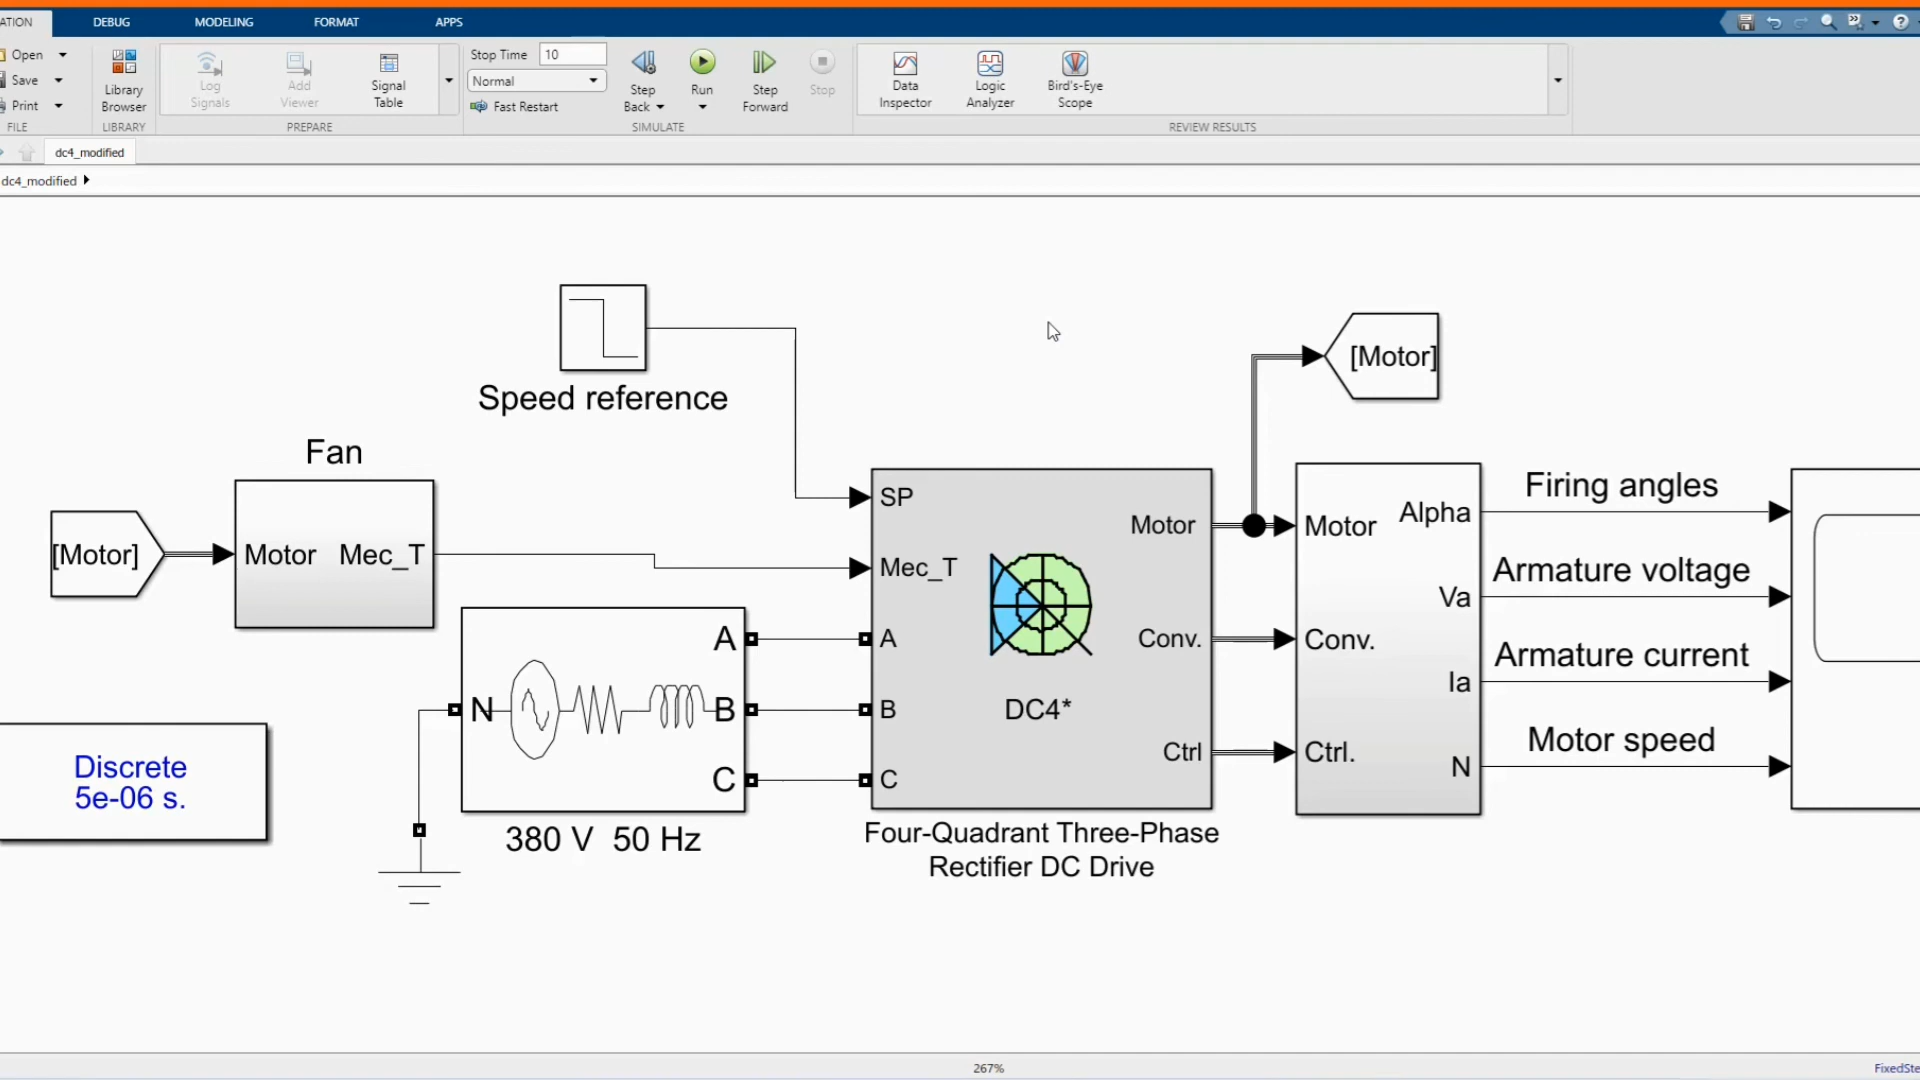 ATION
DEBUG
MODELING
FORMAT
APPS
Open
Save
Print
FILE
Library
Browser
LIBRARY
Log
Signals
Add
Viewer
Signal
Table
PREPARE
Stop Time 10
Normal
Fast Restart
Step
Back
Run
Step
Forward
Stop
SIMULATE
Data
Inspector
Logic
Analyzer
Bird's-Eye
Scope
REVIEW RESULTS
dc4_modified
dc4_modified
Speed reference
Fan
[Motor]
Motor Mec_T
N
A
B
C
380 V 50 Hz
Discrete
5e-06 s.
SP
Mec_T
A
B
C
Motor
Conv.
Ctrl
DC4*
Four-Quadrant Three-Phase
Rectifier DC Drive
[Motor]
Motor
Conv.
Ctrl.
Alpha
Va
Ia
N
Firing angles
Armature voltage
Armature current
Motor speed
267%
FixedSte